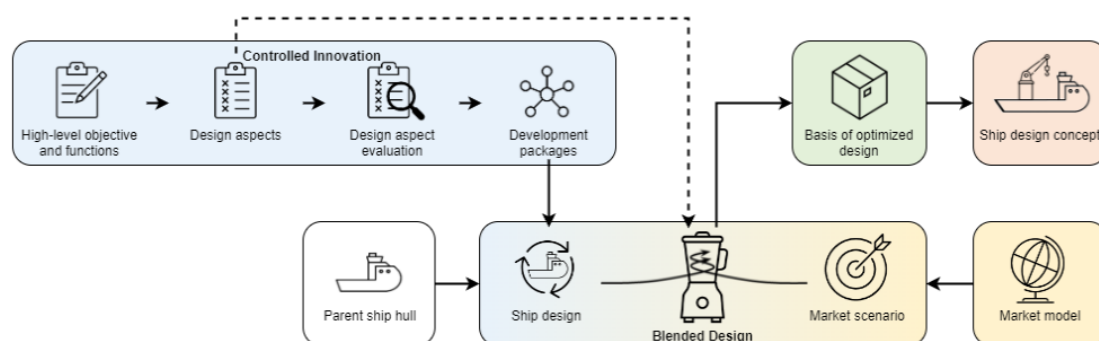 Controlled Innovation
High-level objective
and functions
Design aspects
Design aspect
evaluation
Development
packages
Basis of optimized
design
Ship design concept
Parent ship hull
Ship design
Blended Design
Market scenario
Market model